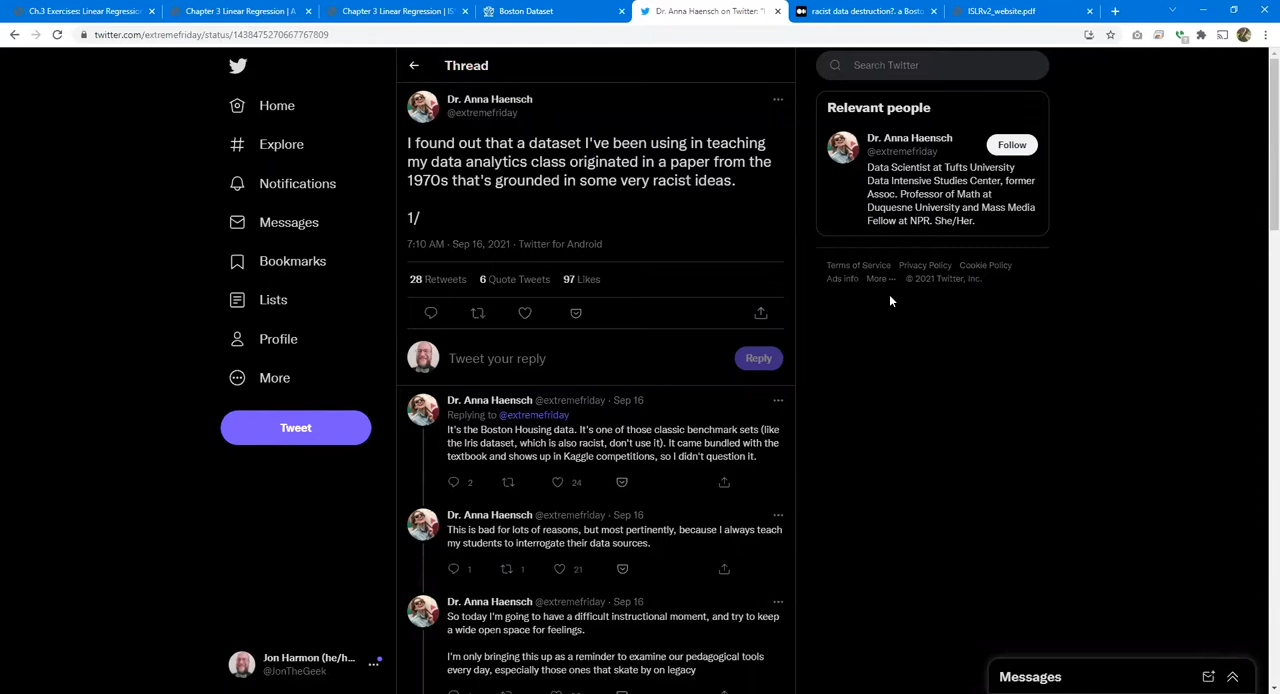 Ch.3 Exercises: Linear Regression
Chapter 3 Linear Regression | A
Chapter 3 Linear Regression | IS
Boston Dataset
Dr. Anna Haensch on Twitter: "I
racist data destruction?. a Bosto
ISLRv2_website.pdf
twitter.com/extremefriday/status/1438475270667767809
Home
Explore
Notifications
Messages
Bookmarks
Lists
Profile
More
Tweet
Jon Harmon (he/h...
@JonTheGeek
Thread
Dr. Anna Haensch
@extremefriday
I found out that a dataset I've been using in teaching
my data analytics class originated in a paper from the
1970s that's grounded in some very racist ideas.
1/
7:10 AM · Sep 16, 2021 · Twitter for Android
28 Retweets 6 Quote Tweets 97 Likes
Tweet your reply
Reply
Dr. Anna Haensch @extremefriday · Sep 16
Replying to @extremefriday
It's the Boston Housing data. It's one of those classic benchmark sets (like
the Iris dataset, which is also racist, don't use it). It came bundled with the
textbook and shows up in Kaggle competitions, so I didn't question it.
2 24
Dr. Anna Haensch @extremefriday · Sep 16
This is bad for lots of reasons, but most pertinently, because I always teach
my students to interrogate their data sources.
1 1 21
Dr. Anna Haensch @extremefriday · Sep 16
So today I'm going to have a difficult instructional moment, and try to keep
a wide open space for feelings.
I'm only bringing this up as a reminder to examine our pedagogical tools
every day, especially those ones that skate by on legacy
Search Twitter
Relevant people
Dr. Anna Haensch
@extremefriday
Follow
Data Scientist at Tufts University
Data Intensive Studies Center, former
Assoc. Professor of Math at
Duquesne University and Mass Media
Fellow at NPR. She/Her.
Terms of Service Privacy Policy Cookie Policy
Ads info More ··· © 2021 Twitter, Inc.
Messages